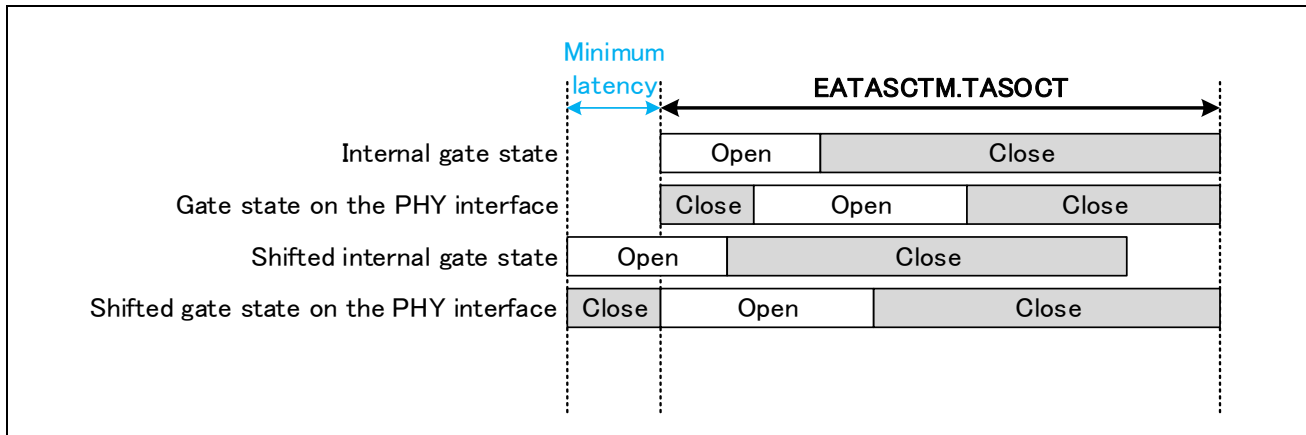 Minimum
latency
EATASCTM.TASOCT
Internal gate state
Open
Close
Gate state on the PHY interface
Close
Open
Close
Shifted internal gate state
Open
Close
Shifted gate state on the PHY interface
Close
Open
Close